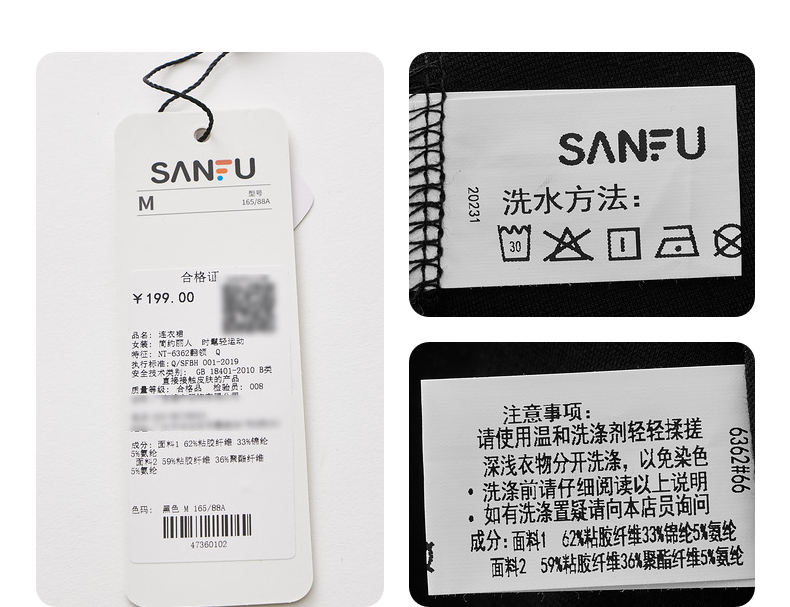 SANFU
型号
M
165/88A
合格证
￥199.00
品名: 连衣裙
女装: 简约丽人 时髦轻运动
特征: NT-6362翻领 Q
执行标准:Q/SFBH 001-2019
安全技术类别: GB 18401-2010 B类
直接接触皮肤的产品
质量等级: 合格品 检验员: 008
成分: 面料1 62%粘胶纤维 33%锦纶
5%氨纶
面料2 59%粘胶纤维 36%聚酯纤维
5%氨纶
色码: 黑色 M 165/88A
47360102
SANFU
20231
洗水方法:
30
注意事项:
请使用温和洗涤剂轻轻揉搓
深浅衣物分开洗涤，以免染色
·洗涤前请仔细阅读以上说明
·如有洗涤置疑请向本店员询问
成分:面料1 62%粘胶纤维33%锦纶5%氨纶
面料2 59%粘胶纤维36%聚酯纤维5%氨纶
6362#66